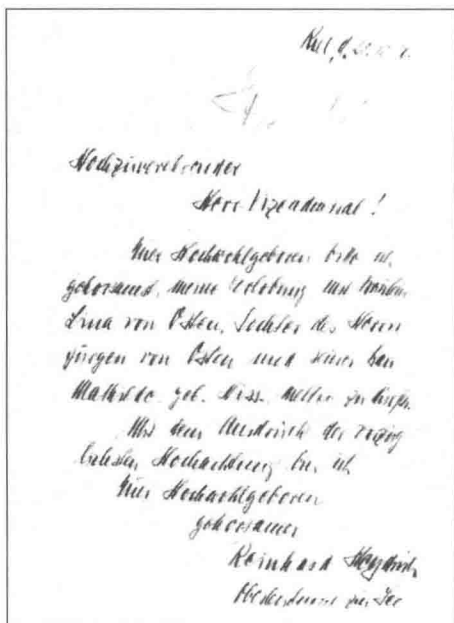 Kiel, d.
Hochzuverehrender
Herr Vizeadmiral!
Euer Hochwohlgeboren bitte ich
gehorsamst, meine Verlobung mit Fräulein
Lina von Osten, Tochter des Herrn
Jürgen von Osten und seiner Frau
Mathilde, geb. Hiss, melden zu dürfen.
Mit dem Ausdruck der vorzüg
lichsten Hochachtung bin ich
Euer Hochwohlgeboren
gehorsamer
Reinhard Heydrich
Oberleutnant zur See